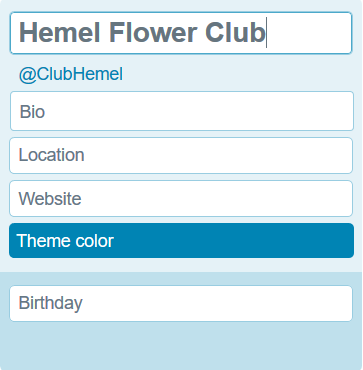 Hemel Flower Club
@ClubHemel
Bio
Location
Website
Theme color
Birthday